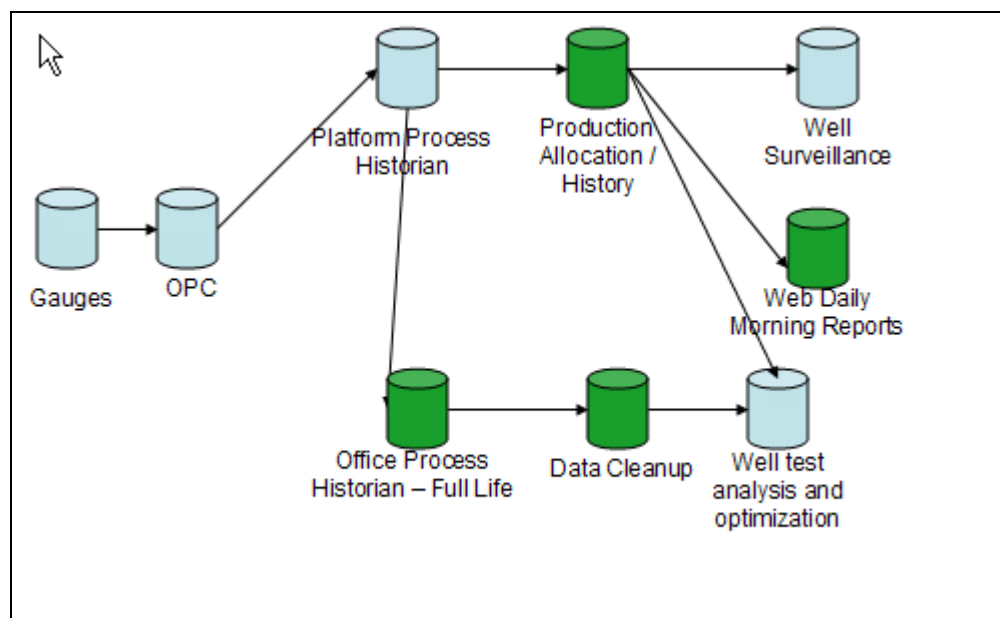 Platform Process
Historian
Production
Allocation /
History
Well
Surveillance
Gauges
OPC
Web Daily
Morning Reports
Office Process
Historian – Full Life
Data Cleanup
Well test
analysis and
optimization